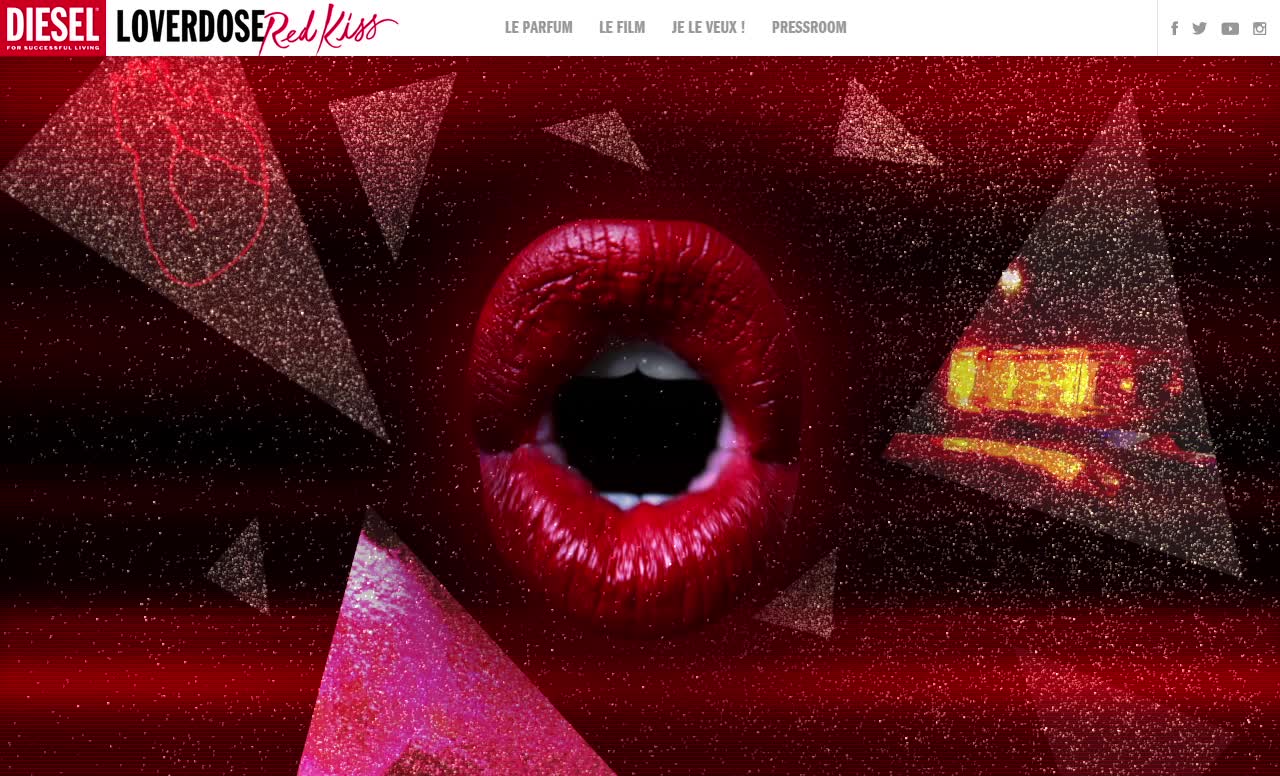 DIESEL
FOR SUCCESSFUL LIVING
LOVERDOSE Red Kiss
LE PARFUM
LE FILM
JE LE VEUX !
PRESSROOM